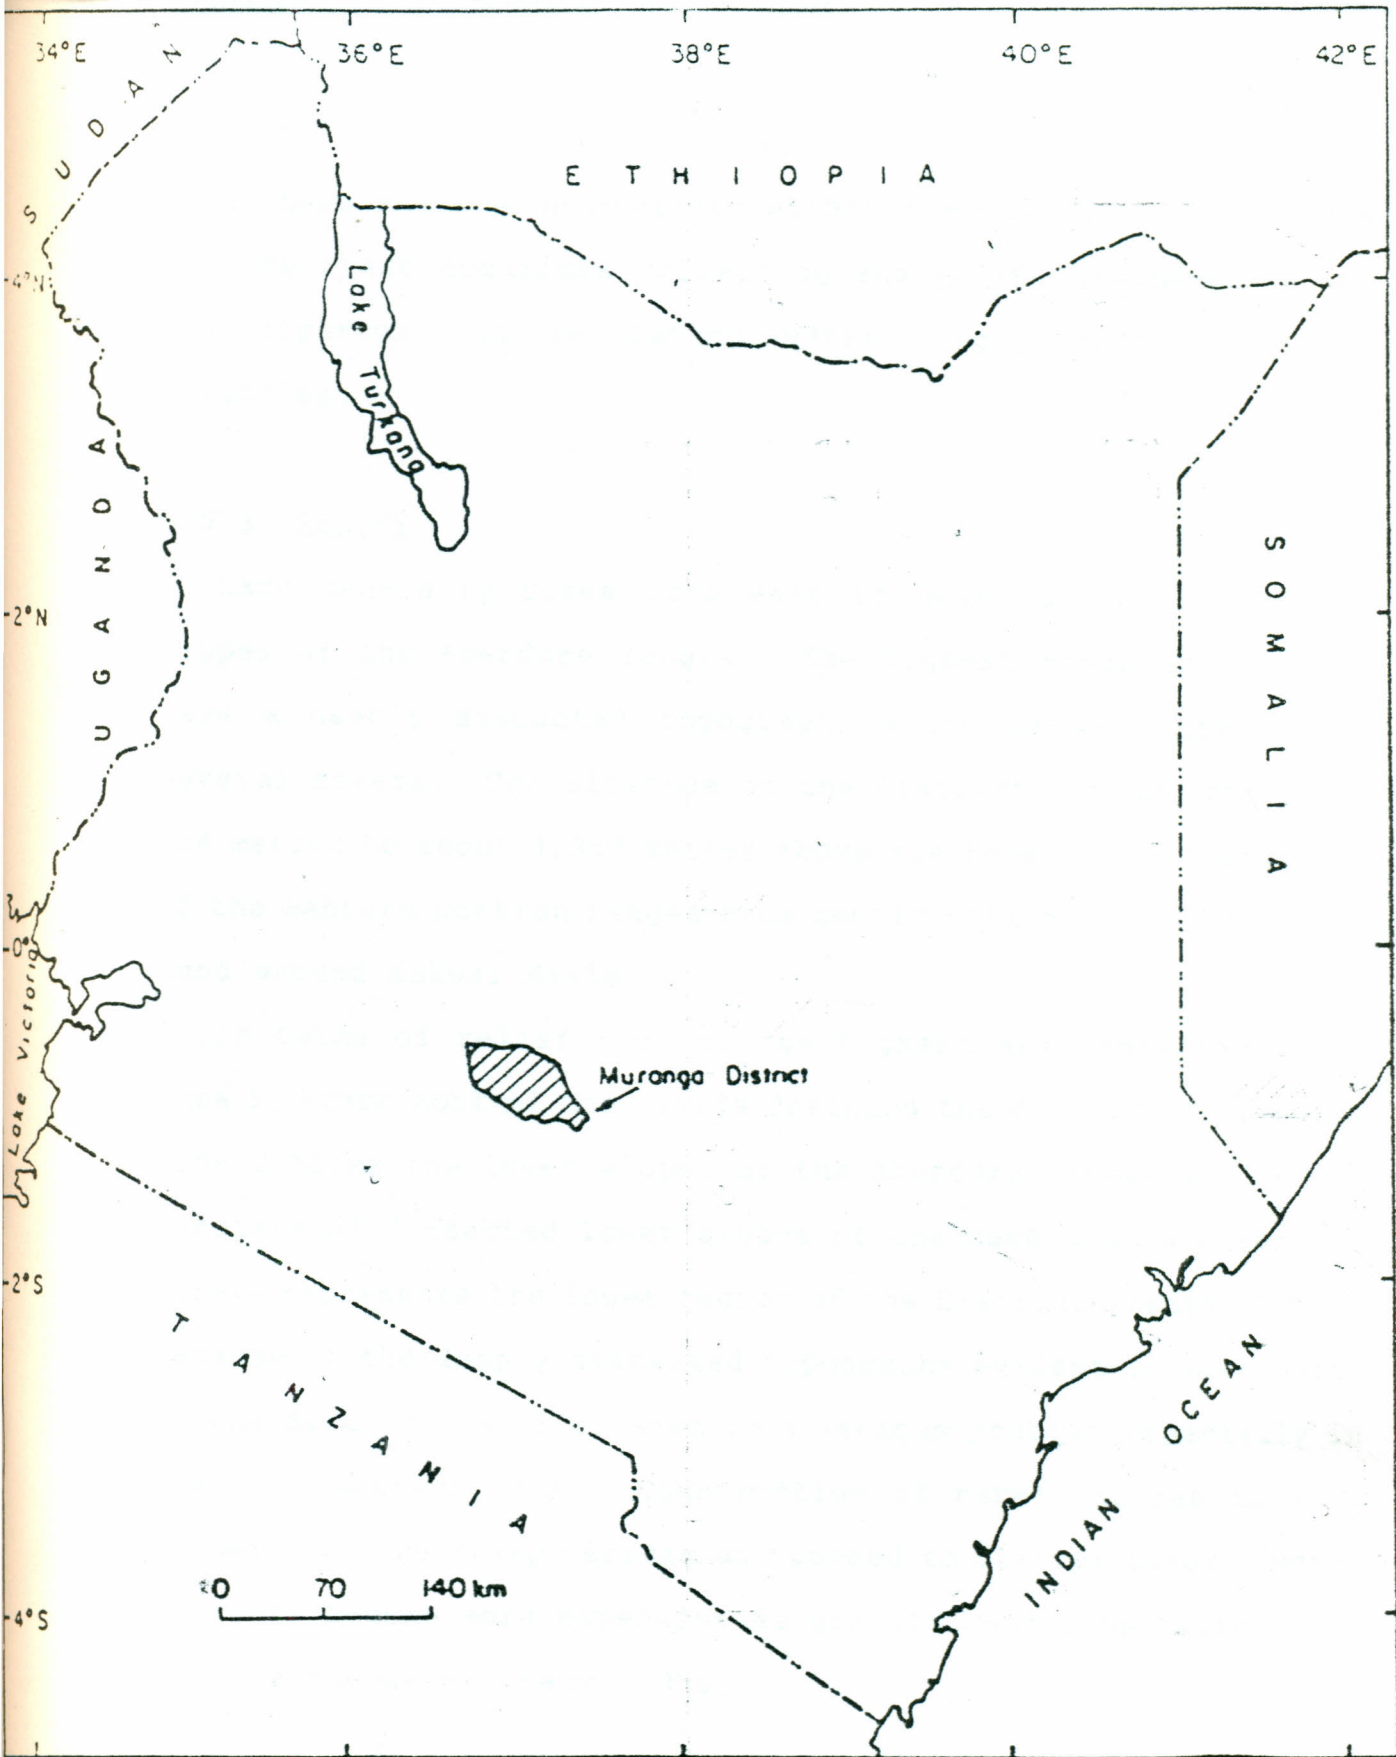 34°E 36°E 38°E 40°E 42°E
SUDAN
ETHIOPIA
4°N
Lake Turkana
UGANDA
SOMALIA
2°N
0°
Lake Victoria
Muranga District
2°S
TANZANIA
INDIAN OCEAN
0 70 140 km
4°S